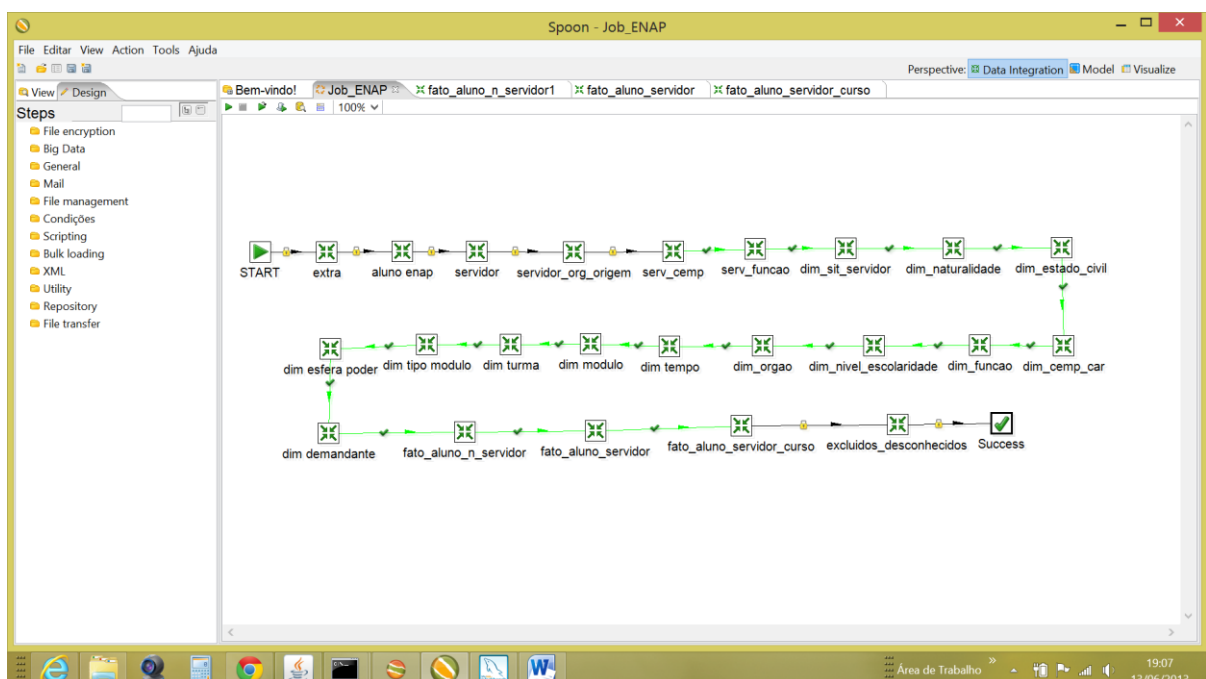 Spoon - Job_ENAP
File Editar View Action Tools Ajuda
Perspective: Data Integration Model Visualize
View Design
Bem-vindo! Job_ENAP fato_aluno_n_servidor1 fato_aluno_servidor fato_aluno_servidor_curso
100%
Steps
File encryption
Big Data
General
Mail
File management
Condições
Scripting
Bulk loading
XML
Utility
Repository
File transfer
START extra aluno enap servidor servidor_org_origem serv_cemp serv_funcao dim_sit_servidor dim_naturalidade dim_estado_civil
dim esfera poder dim tipo modulo dim turma dim modulo dim tempo dim_orgao dim_nivel_escolaridade dim_funcao dim_cemp_car
dim demandante fato_aluno_n_servidor fato_aluno_servidor fato_aluno_servidor_curso excluidos_desconhecidos Success
Área de Trabalho
19:07
13/06/2013